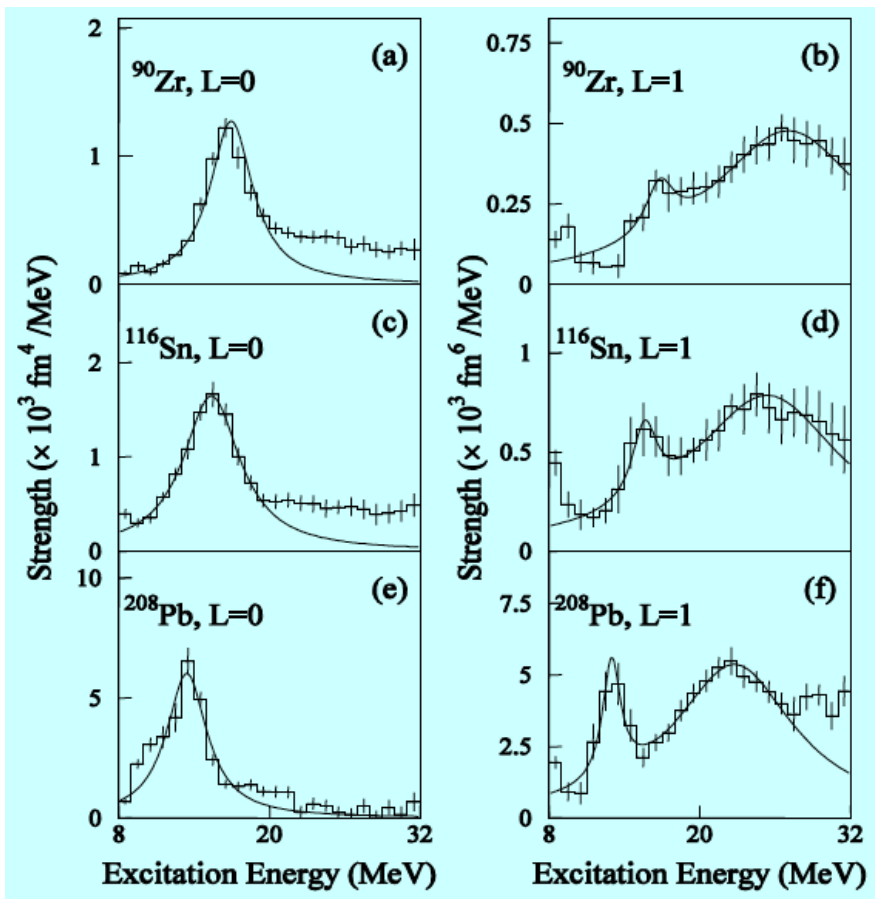 2
(a)
⁹⁰Zr, L=0
1
0
(c)
¹¹⁶Sn, L=0
2
1
0
10
(e)
²⁰⁸Pb, L=0
5
0
8 20 32
Excitation Energy (MeV)
Strength (× 10³ fm⁴ /MeV)
0.75
(b)
⁹⁰Zr, L=1
0.5
0.25
0
(d)
1
¹¹⁶Sn, L=1
0.5
0
(f)
7.5
²⁰⁸Pb, L=1
5
2.5
0
8 20 32
Excitation Energy (MeV)
Strength (× 10³ fm⁶ /MeV)